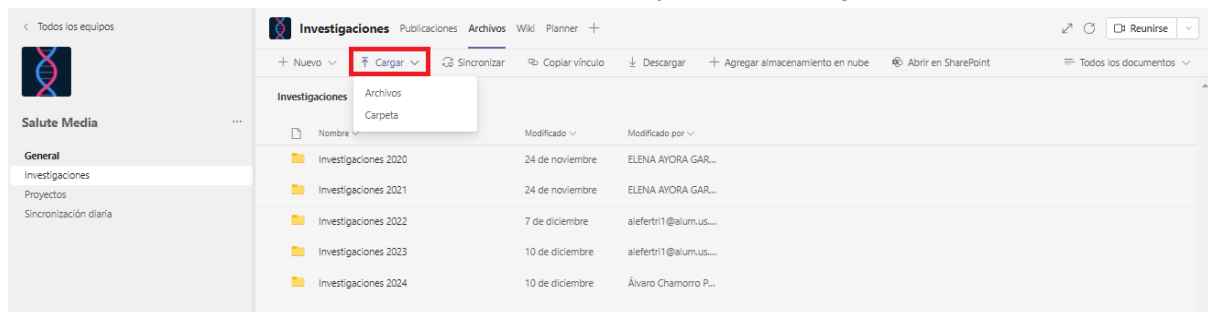 Todos los equipos
Salute Media
General
Investigaciones
Proyectos
Sincronización diaria
Investigaciones Publicaciones Archivos Wiki Planner
Reunirse
Nuevo Cargar Sincronizar Copiar vínculo Descargar Agregar almacenamiento en nube Abrir en SharePoint Todos los documentos
Investigaciones
Archivos
Carpeta
Nombre Modificado Modificado por
Investigaciones 2020 24 de noviembre ELENA AYORA GAR...
Investigaciones 2021 24 de noviembre ELENA AYORA GAR...
Investigaciones 2022 7 de diciembre alefertri1@alum.us....
Investigaciones 2023 10 de diciembre alefertri1@alum.us....
Investigaciones 2024 10 de diciembre Álvaro Chamorro P...